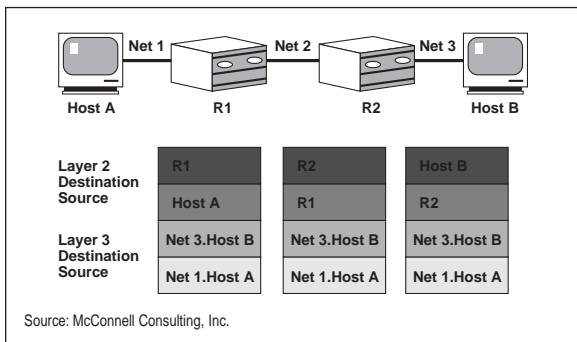 Net 1 Net 2 Net 3
Host A R1 R2 Host B
Layer 2
Destination
Source
R1 R2 Host B
Host A R1 R2
Layer 3
Destination
Source
Net 3.Host B Net 3.Host B Net 3.Host B
Net 1.Host A Net 1.Host A Net 1.Host A
Source: McConnell Consulting, Inc.